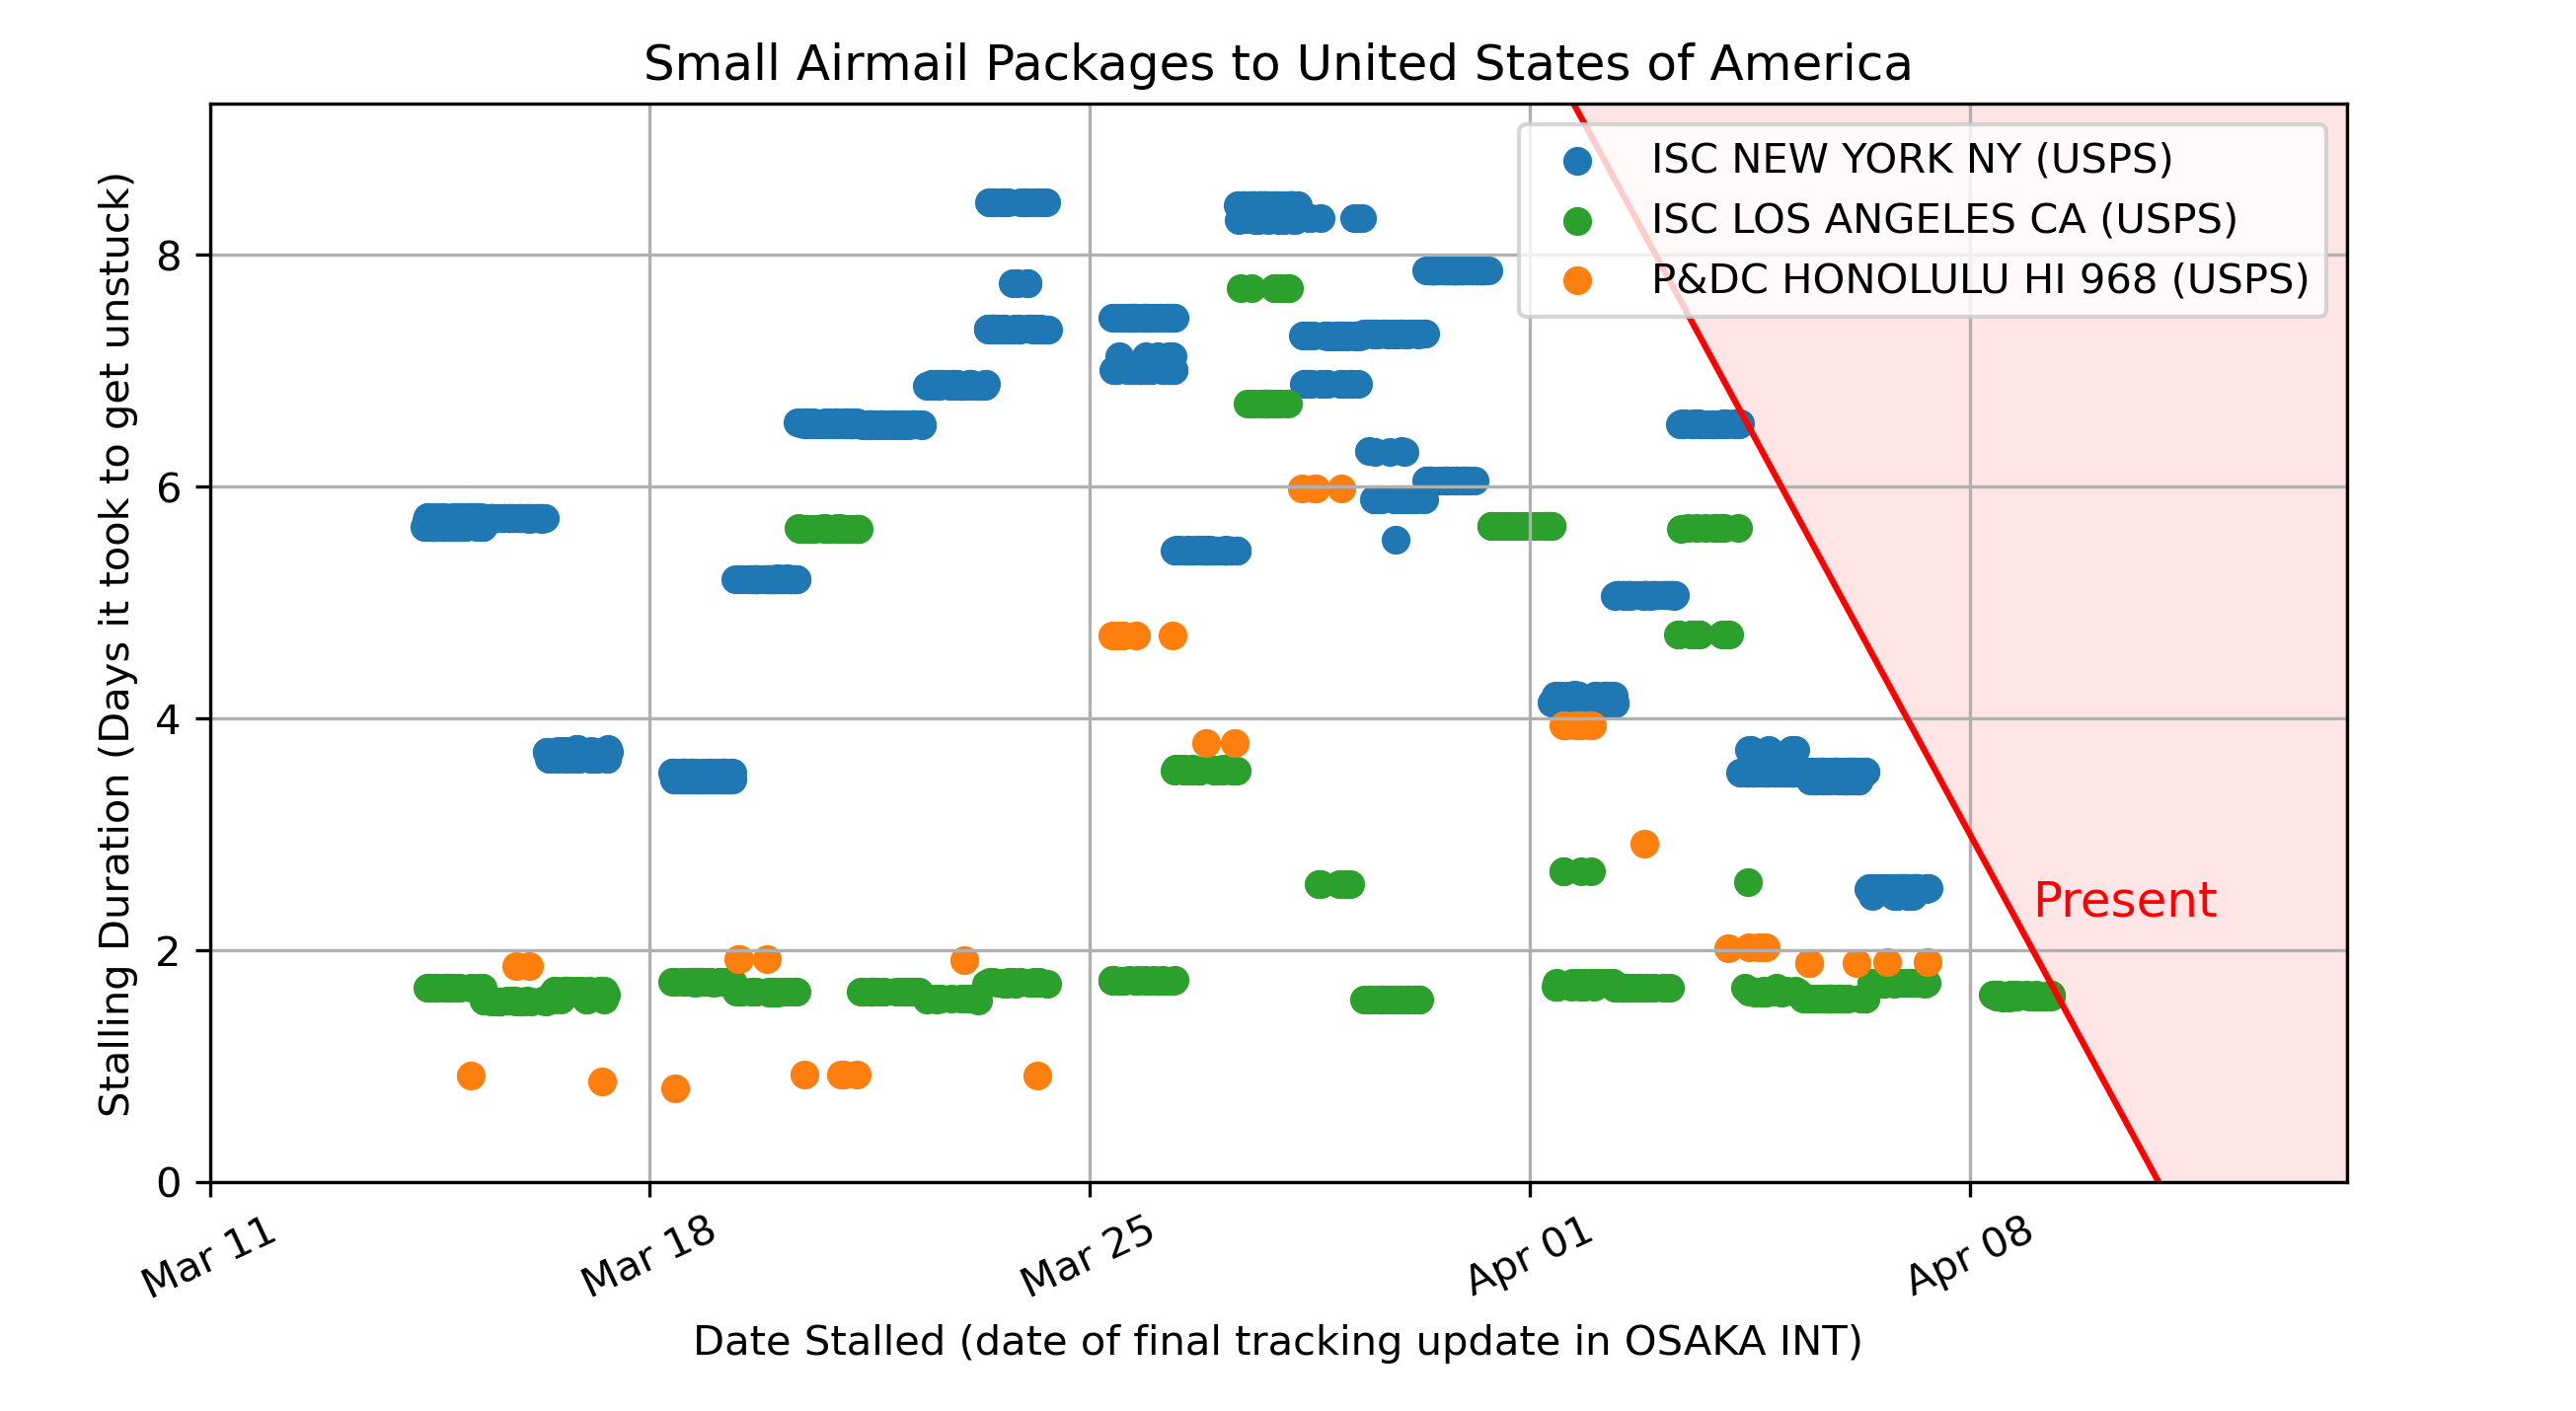 Small Airmail Packages to United States of America
ISC NEW YORK NY (USPS)
ISC LOS ANGELES CA (USPS)
P&DC HONOLULU HI 968 (USPS)
Stalling Duration (Days it took to get unstuck)
8
6
4
2
0
Present
Mar 11
Mar 18
Mar 25
Apr 01
Apr 08
Date Stalled (date of final tracking update in OSAKA INT)